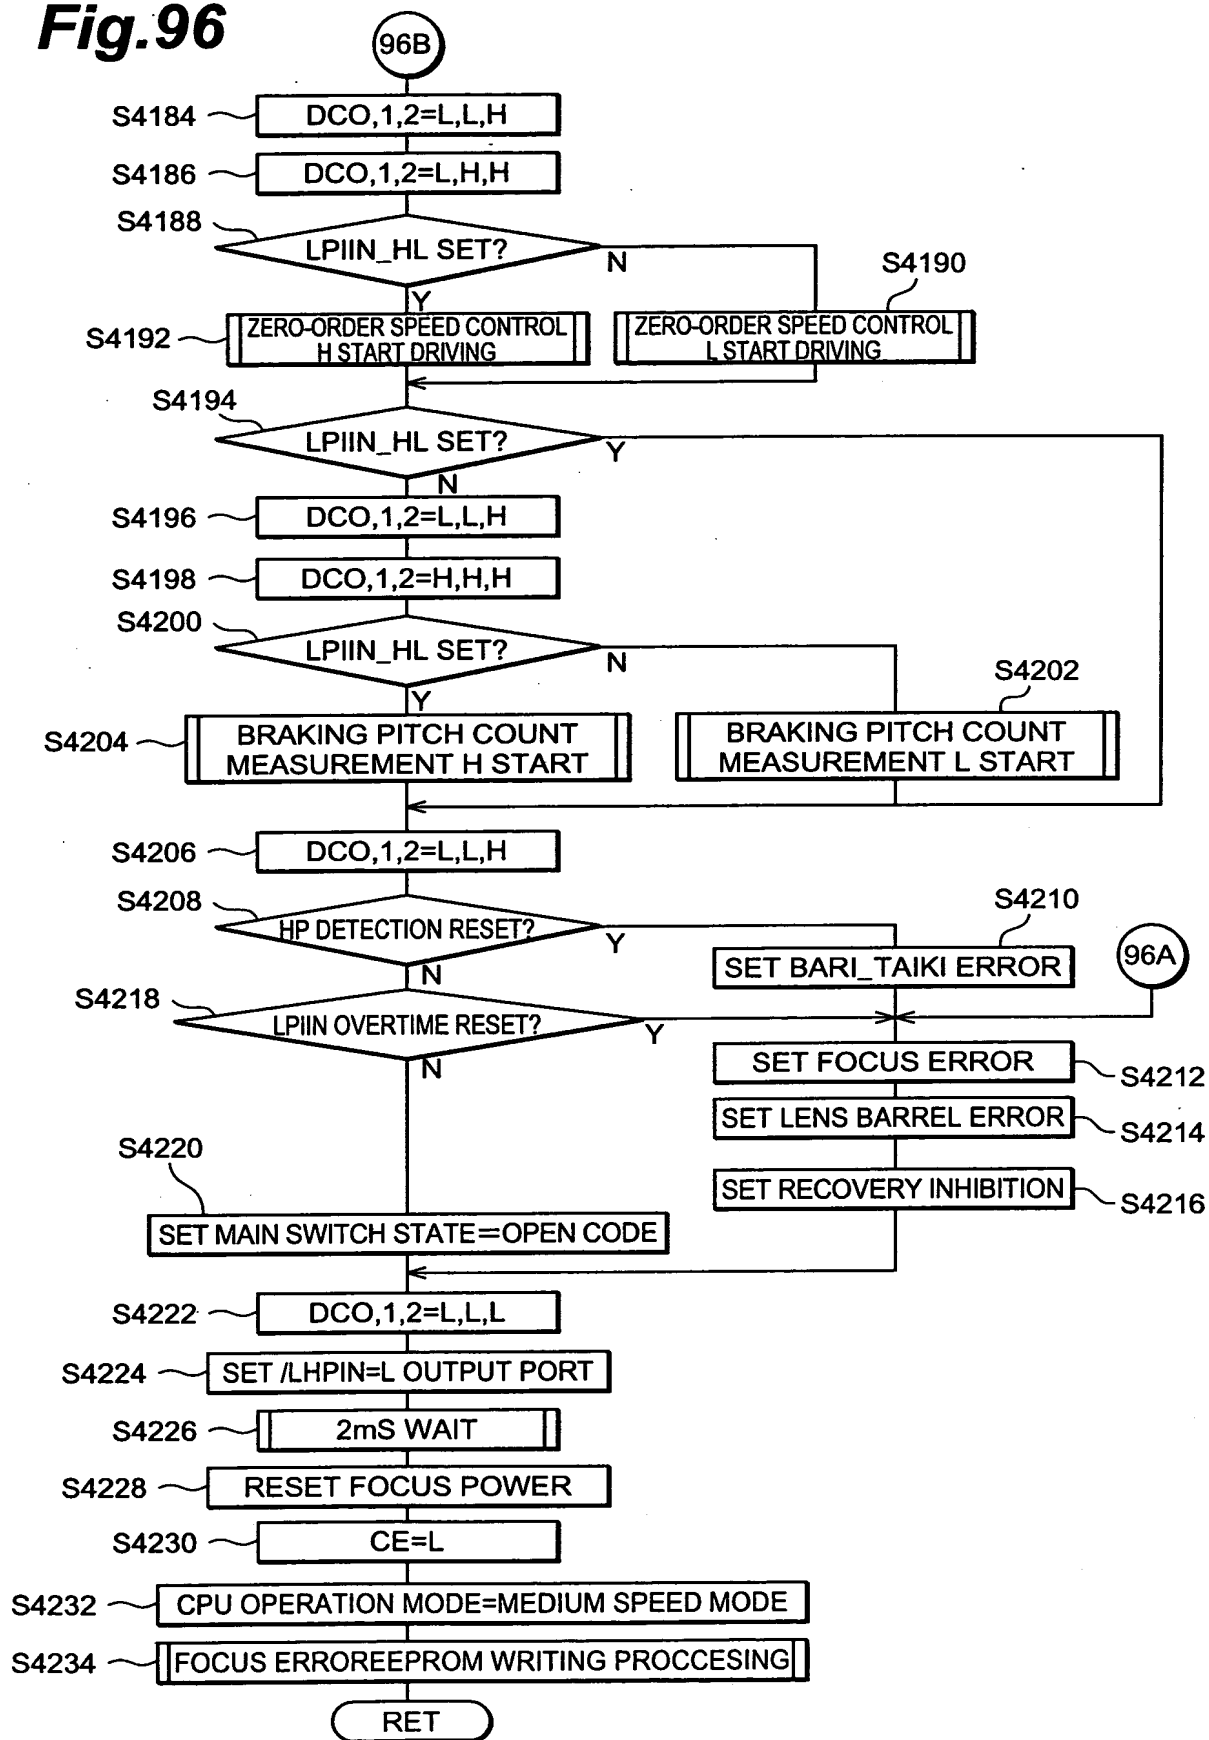 Fig.96
96B
S4184
DCO,1,2=L,L,H
S4186
DCO,1,2=L,H,H
S4188
LPIIN_HL SET?
N
Y
S4190
S4192
ZERO-ORDER SPEED CONTROL
H START DRIVING
ZERO-ORDER SPEED CONTROL
L START DRIVING
S4194
LPIIN_HL SET?
Y
N
S4196
DCO,1,2=L,L,H
S4198
DCO,1,2=H,H,H
S4200
LPIIN_HL SET?
N
Y
S4202
S4204
BRAKING PITCH COUNT
MEASUREMENT H START
BRAKING PITCH COUNT
MEASUREMENT L START
S4206
DCO,1,2=L,L,H
S4208
HP DETECTION RESET?
Y
N
S4210
SET BARI_TAIKI ERROR
96A
S4218
LPIIN OVERTIME RESET?
Y
N
SET FOCUS ERROR
S4212
SET LENS BARREL ERROR
S4214
SET RECOVERY INHIBITION
S4216
S4220
SET MAIN SWITCH STATE=OPEN CODE
S4222
DCO,1,2=L,L,L
S4224
SET /LHPIN=L OUTPUT PORT
S4226
2mS WAIT
S4228
RESET FOCUS POWER
S4230
CE=L
S4232
CPU OPERATION MODE=MEDIUM SPEED MODE
S4234
FOCUS ERROREEPROM WRITING PROCCESING
RET